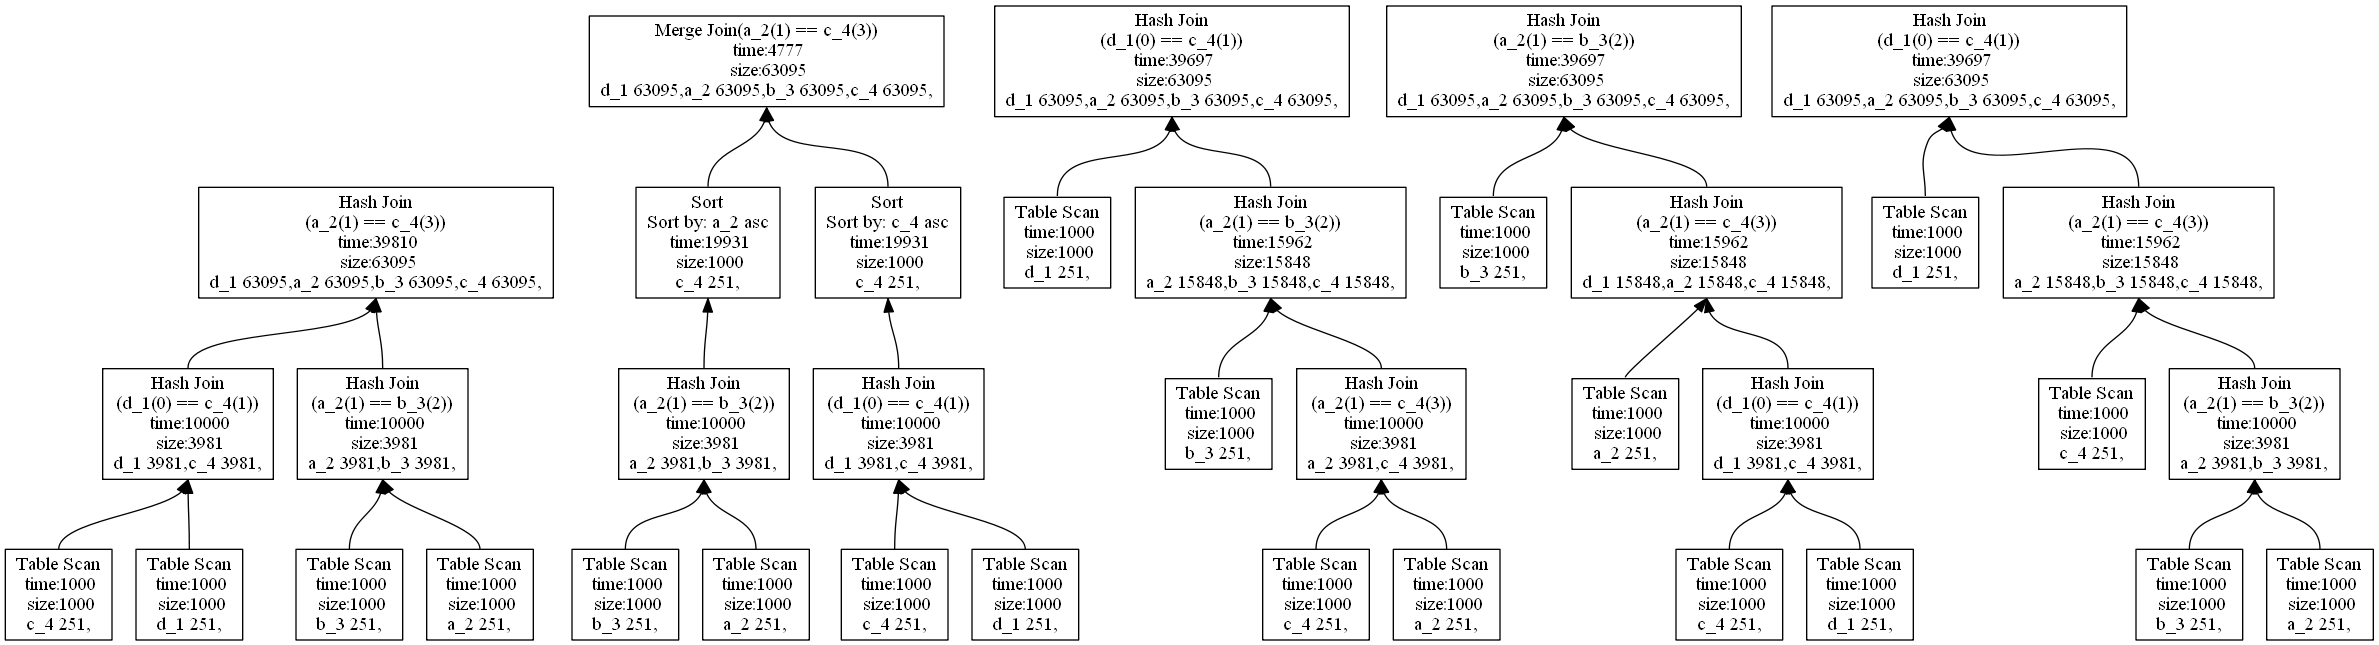 Hash Join
(a_2(1) == c_4(3))
time:39810
size:63095
d_1 63095,a_2 63095,b_3 63095,c_4 63095,
Hash Join
(d_1(0) == c_4(1))
time:10000
size:3981
d_1 3981,c_4 3981,
Hash Join
(a_2(1) == b_3(2))
time:10000
size:3981
a_2 3981,b_3 3981,
Table Scan
time:1000
size:1000
c_4 251,
Table Scan
time:1000
size:1000
d_1 251,
Table Scan
time:1000
size:1000
b_3 251,
Table Scan
time:1000
size:1000
a_2 251,
Merge Join(a_2(1) == c_4(3))
time:4777
size:63095
d_1 63095,a_2 63095,b_3 63095,c_4 63095,
Sort
Sort by: a_2 asc
time:19931
size:1000
c_4 251,
Sort
Sort by: c_4 asc
time:19931
size:1000
c_4 251,
Hash Join
(a_2(1) == b_3(2))
time:10000
size:3981
a_2 3981,b_3 3981,
Hash Join
(d_1(0) == c_4(1))
time:10000
size:3981
d_1 3981,c_4 3981,
Table Scan
time:1000
size:1000
b_3 251,
Table Scan
time:1000
size:1000
a_2 251,
Table Scan
time:1000
size:1000
c_4 251,
Table Scan
time:1000
size:1000
d_1 251,
Hash Join
(d_1(0) == c_4(1))
time:39697
size:63095
d_1 63095,a_2 63095,b_3 63095,c_4 63095,
Table Scan
time:1000
size:1000
d_1 251,
Hash Join
(a_2(1) == b_3(2))
time:15962
size:15848
a_2 15848,b_3 15848,c_4 15848,
Table Scan
time:1000
size:1000
b_3 251,
Hash Join
(a_2(1) == c_4(3))
time:10000
size:3981
a_2 3981,c_4 3981,
Table Scan
time:1000
size:1000
c_4 251,
Table Scan
time:1000
size:1000
a_2 251,
Hash Join
(a_2(1) == b_3(2))
time:39697
size:63095
d_1 63095,a_2 63095,b_3 63095,c_4 63095,
Table Scan
time:1000
size:1000
b_3 251,
Hash Join
(a_2(1) == c_4(3))
time:15962
size:15848
d_1 15848,a_2 15848,c_4 15848,
Table Scan
time:1000
size:1000
a_2 251,
Hash Join
(d_1(0) == c_4(1))
time:10000
size:3981
d_1 3981,c_4 3981,
Table Scan
time:1000
size:1000
c_4 251,
Table Scan
time:1000
size:1000
d_1 251,
Hash Join
(d_1(0) == c_4(1))
time:39697
size:63095
d_1 63095,a_2 63095,b_3 63095,c_4 63095,
Table Scan
time:1000
size:1000
d_1 251,
Hash Join
(a_2(1) == c_4(3))
time:15962
size:15848
a_2 15848,b_3 15848,c_4 15848,
Table Scan
time:1000
size:1000
c_4 251,
Hash Join
(a_2(1) == b_3(2))
time:10000
size:3981
a_2 3981,b_3 3981,
Table Scan
time:1000
size:1000
b_3 251,
Table Scan
time:1000
size:1000
a_2 251,